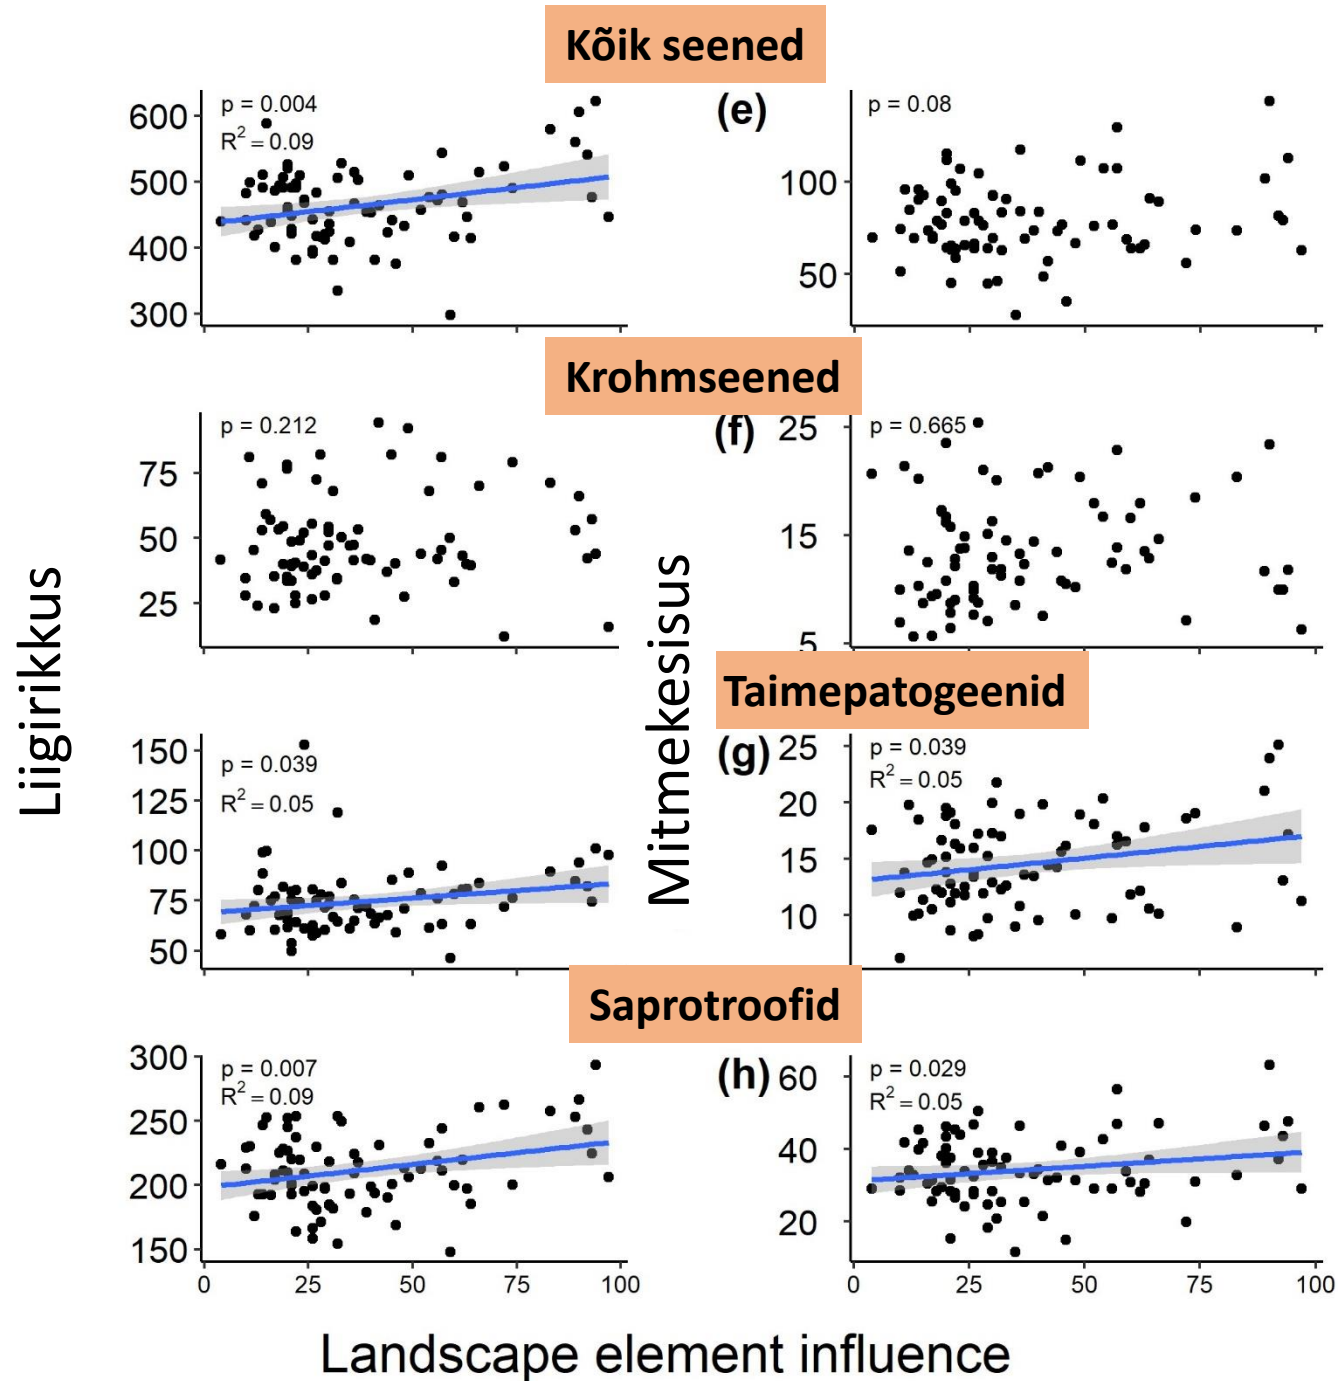 Kõik seened
p = 0.004
R² = 0.09
600
500
400
300
(e)
p = 0.08
100
50
Krohmseened
p = 0.212
75
50
25
(f)
p = 0.665
25
15
5
Liigirikkus
Mitmekesisus
Taimepatogeenid
p = 0.039
R² = 0.05
150
125
100
75
50
(g)
p = 0.039
R² = 0.05
25
20
15
10
Saprotroofid
p = 0.007
R² = 0.09
300
250
200
150
0 25 50 75 100
(h)
p = 0.029
R² = 0.05
60
40
20
0 25 50 75 100
Landscape element influence